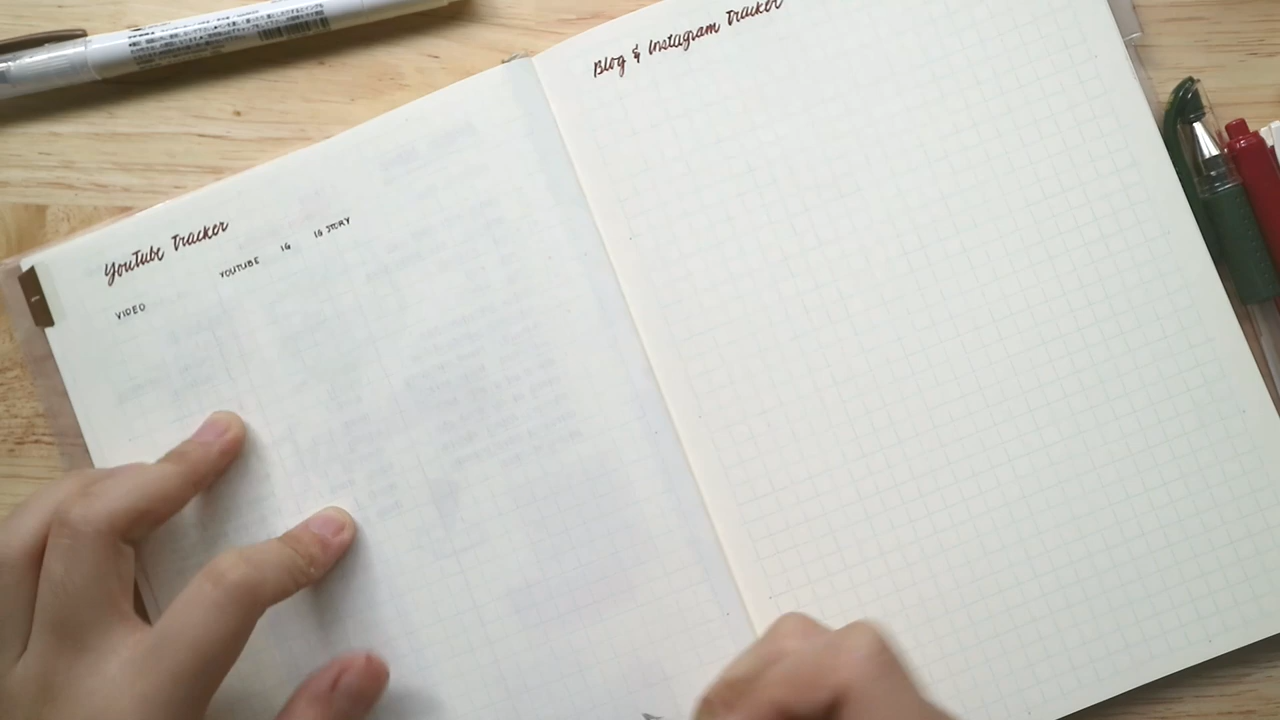 YouTube Tracker
YOUTUBE IG IG STORY
VIDEO
Blog & Instagram Tracker